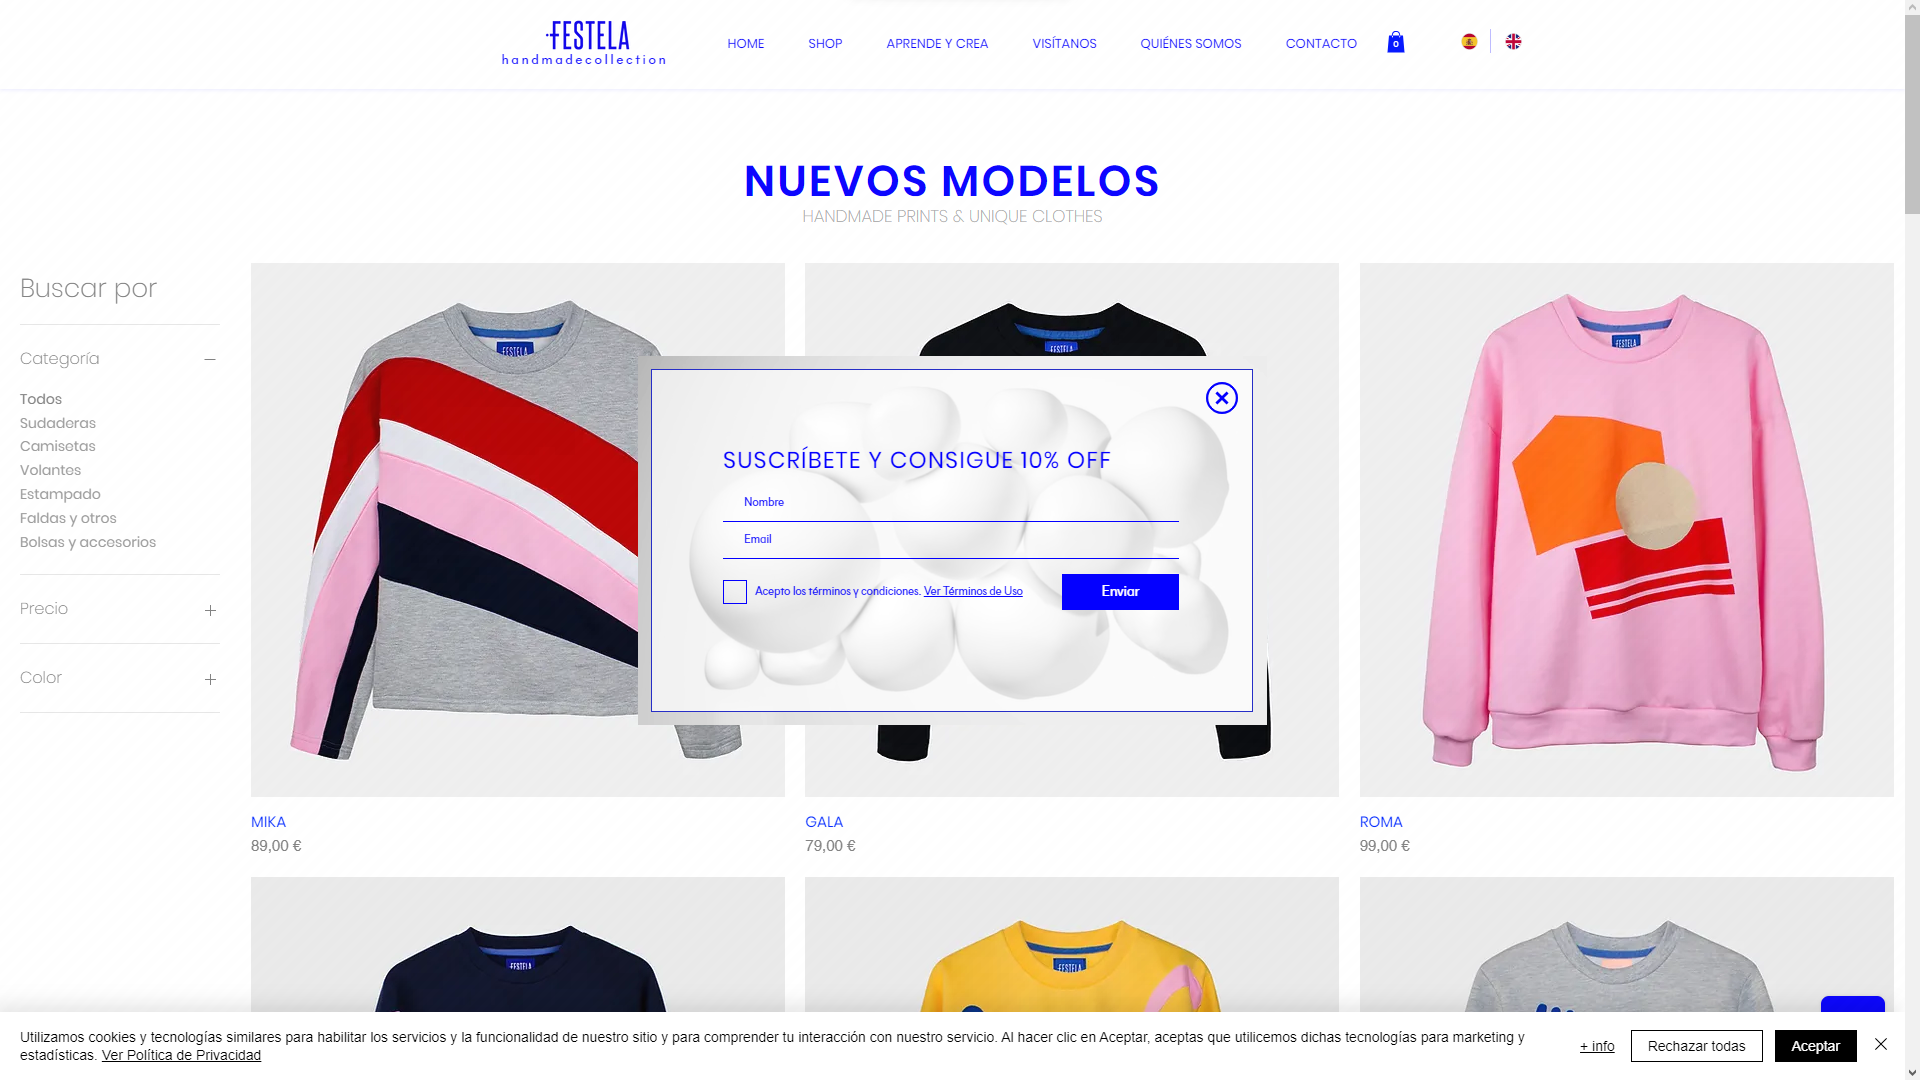 FESTELA
handmadecollection
HOME
SHOP
APRENDE Y CREA
VISÍTANOS
QUIÉNES SOMOS
CONTACTO
0
NUEVOS MODELOS
HANDMADE PRINTS & UNIQUE CLOTHES
Buscar por
Categoría
Todos
Sudaderas
Camisetas
Volantes
Estampado
Faldas y otros
Bolsas y accesorios
Precio
Color
FESTELA
FESTELA
FESTELA
SUSCRÍBETE Y CONSIGUE 10% OFF
Nombre
Email
Acepto los términos y condiciones. Ver Términos de Uso
Enviar
MIKA
89,00 €
GALA
79,00 €
ROMA
99,00 €
FESTELA
FESTELA
Utilizamos cookies y tecnologías similares para habilitar los servicios y la funcionalidad de nuestro sitio y para comprender tu interacción con nuestro servicio. Al hacer clic en Aceptar, aceptas que utilicemos dichas tecnologías para marketing y
estadísticas. Ver Política de Privacidad
+ info
Rechazar todas
Aceptar